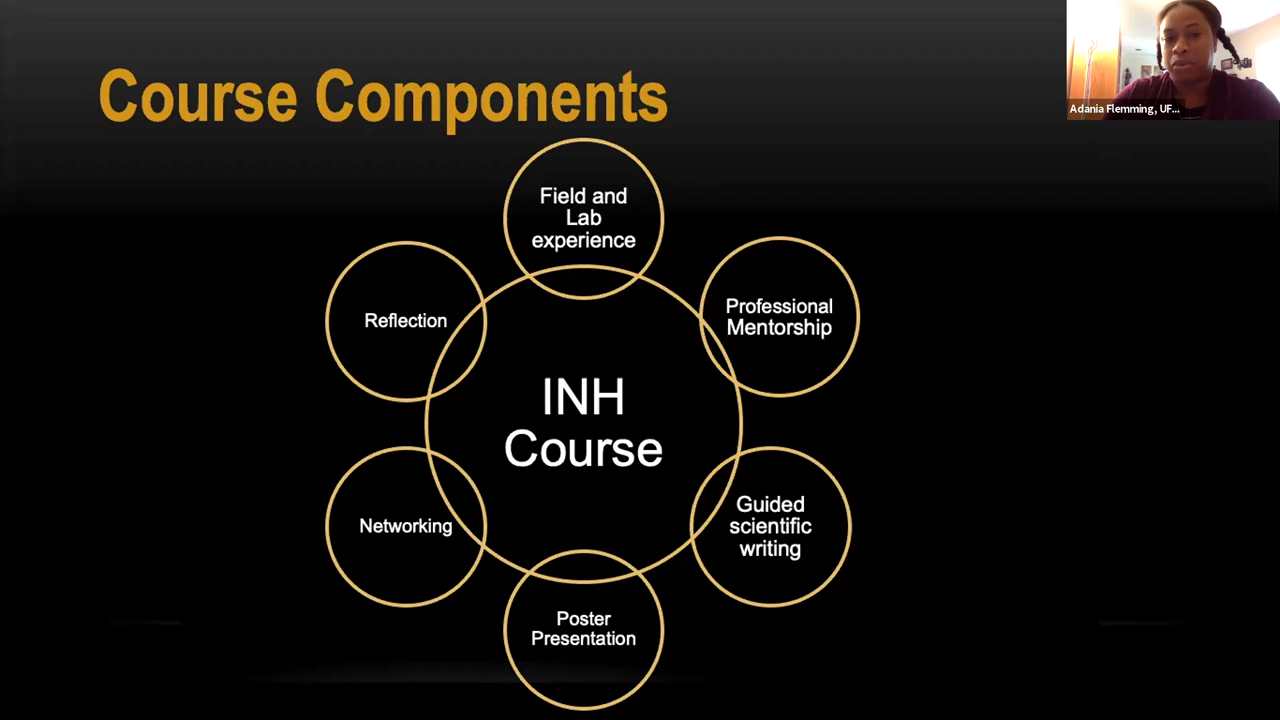 Course Components
Adania Flemming, UF...
Field and
Lab
experience
Professional
Mentorship
Guided
scientific
writing
Poster
Presentation
Networking
Reflection
INH
Course